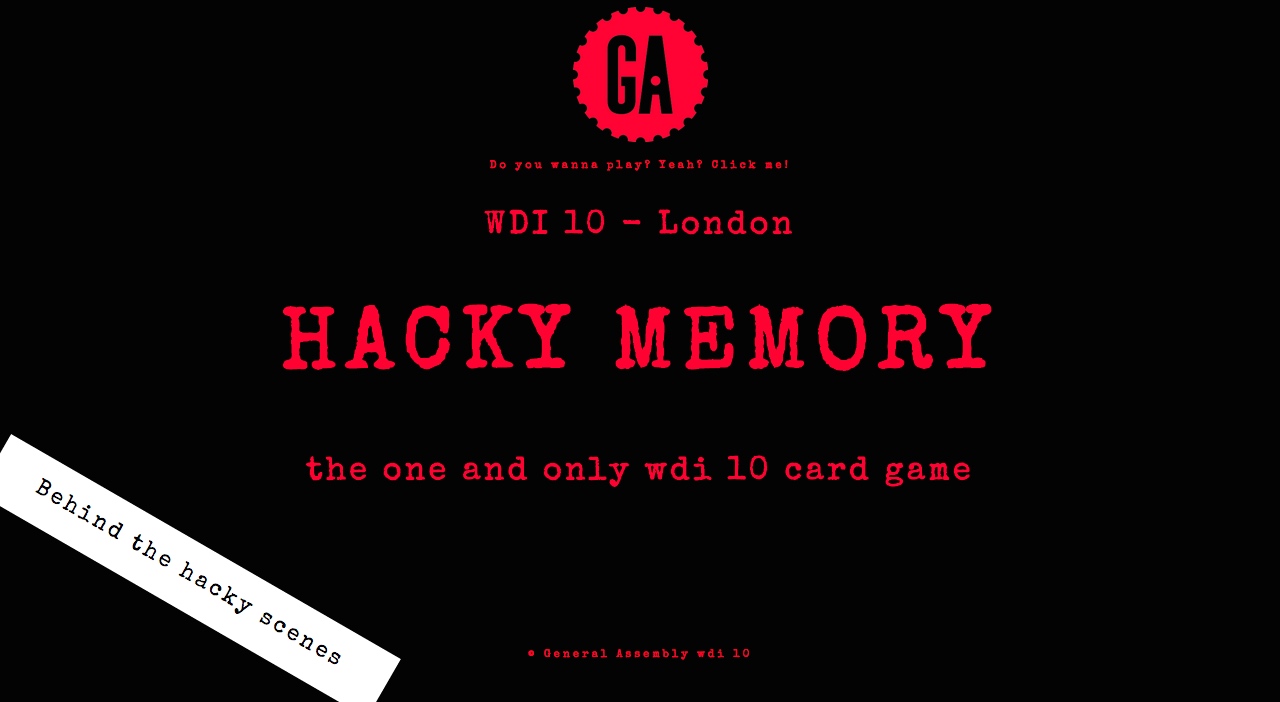 GA
Do you wanna play? Yeah? Click me!
WDI 10 - London
HACKY MEMORY
the one and only wdi 10 card game
Behind the hacky scenes
© General Assembly wdi 10